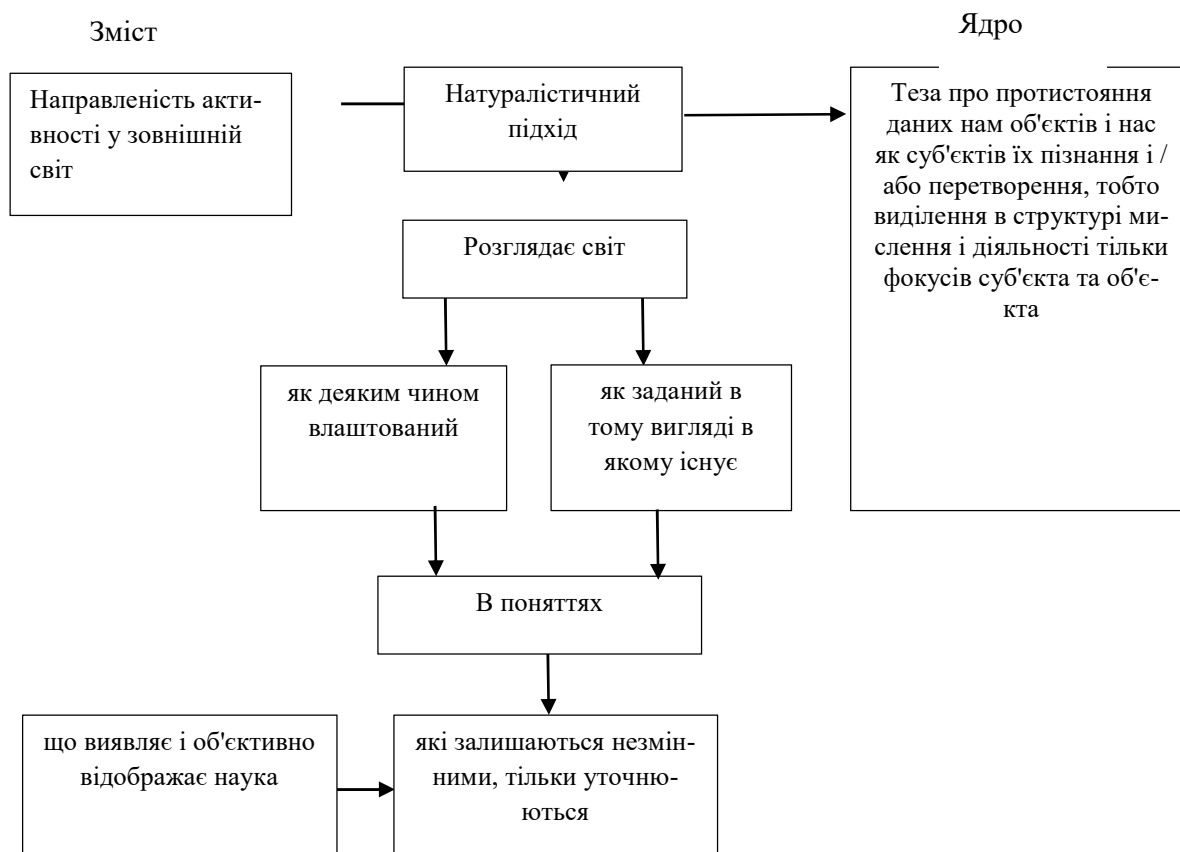 Зміст
Ядро
Направленість акти-
вності у зовнішній
світ
Натуралістичний
підхід
Теза про протистояння
даних нам об'єктів і нас
як суб'єктів їх пізнання і /
або перетворення, тобто
виділення в структурі ми-
слення і діяльності тільки
фокусів суб'єкта та об'є-
кта
Розглядає світ
як деяким чином
влаштований
як заданий в
тому вигляді в
якому існує
В поняттях
що виявляє і об'єктивно
відображає наука
які залишаються незмін-
ними, тільки уточню-
ються